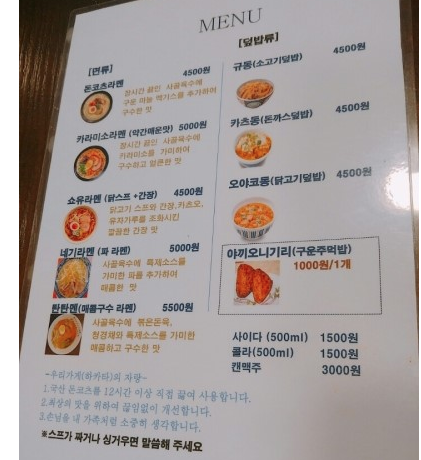 MENU
[면류]
돈코츠라멘 4500원
장시간 끓인 사골육수에
구운 마늘 엑기스를 추가하여
구수한 맛
카라미소라멘 (약간매운맛) 5000원
장시간 끓인 사골육수에
카라미소를 가미하여
구수하고 얼큰한 맛
쇼유라멘 (닭스프+간장) 4500원
닭고기 스프와 간장,카츠오,
유자가루를 조화시킨
깔끔한 간장 맛
네기라멘 (파 라멘) 5000원
사골육수에 특제소스를
가미한 파를 추가하여
매콤한 맛
탄탄멘(매콤구수 라멘) 5500원
사골육수에 볶은돈육,
청경채와 특제소스를 가미한
매콤하고 구수한 맛
-우리가게(하카타)의 자랑-
1.국산 돈코츠를 12시간 이상 직접 끓여 사용합니다.
2.최상의 맛을 위하여 끊임없이 개선합니다.
3.손님을 내 가족처럼 소중히 생각합니다.
※스프가 짜거나 싱거우면 말씀해 주세요
[덮밥류]
규동(소고기덮밥) 4500원
카츠동(돈까스덮밥) 4500원
오야코동(닭고기덮밥) 4500원
야끼오니기리(구운주먹밥)
1000원/1개
사이다 (500ml) 1500원
콜라(500ml) 1500원
캔맥주 3000원